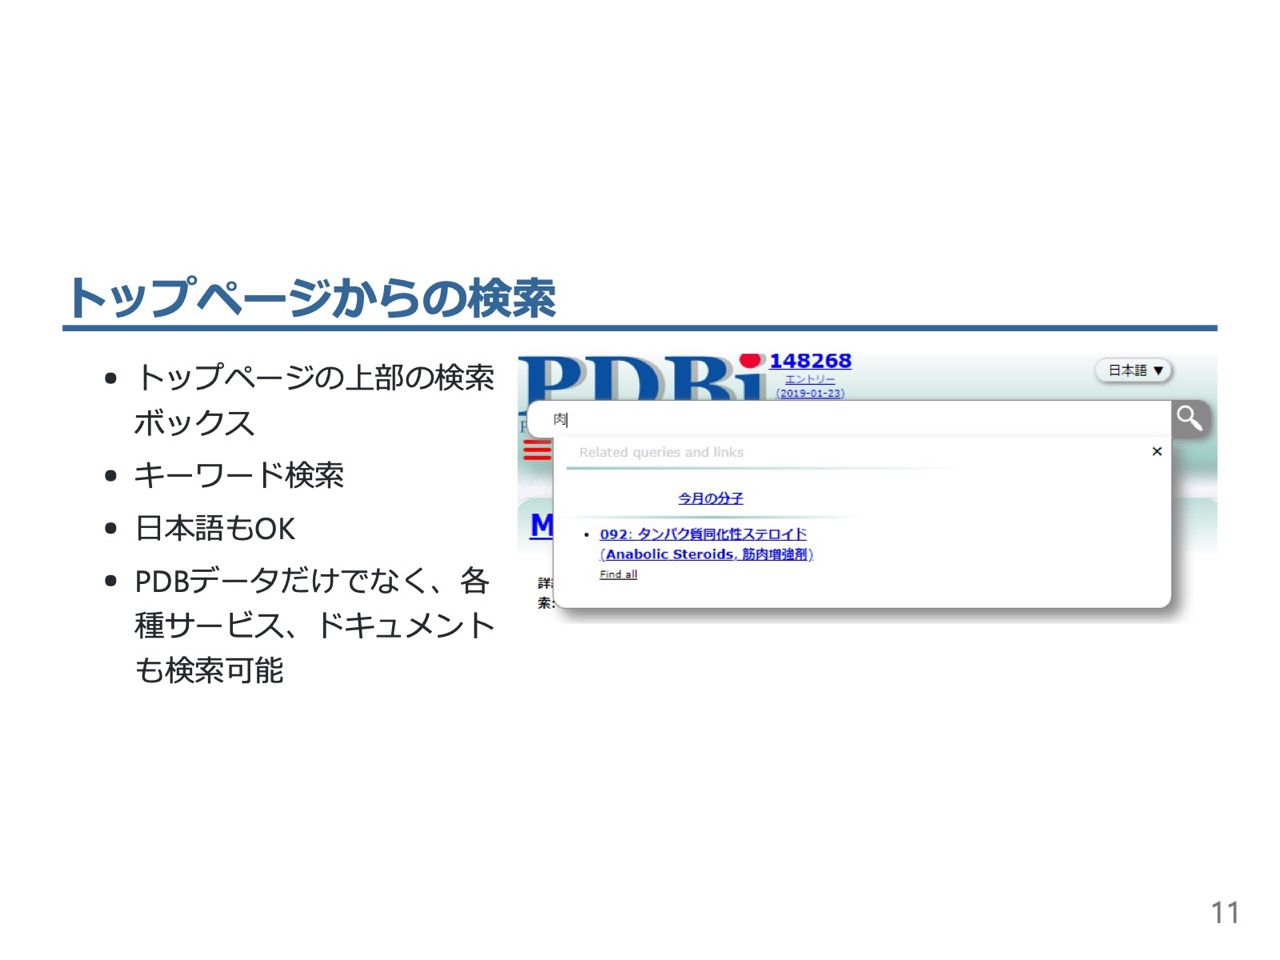 トップページからの検索
トップページの上部の検索
ボックス
キーワード検索
日本語もOK
PDBデータだけでなく、各
種サービス、ドキュメント
も検索可能
PDBj
148268
エントリー
(2019-01-23)
日本語 ▼
肉
Related queries and links
×
今月の分子
092: タンパク質同化性ステロイド
(Anabolic Steroids, 筋肉増強剤)
Find all
M
索:
11